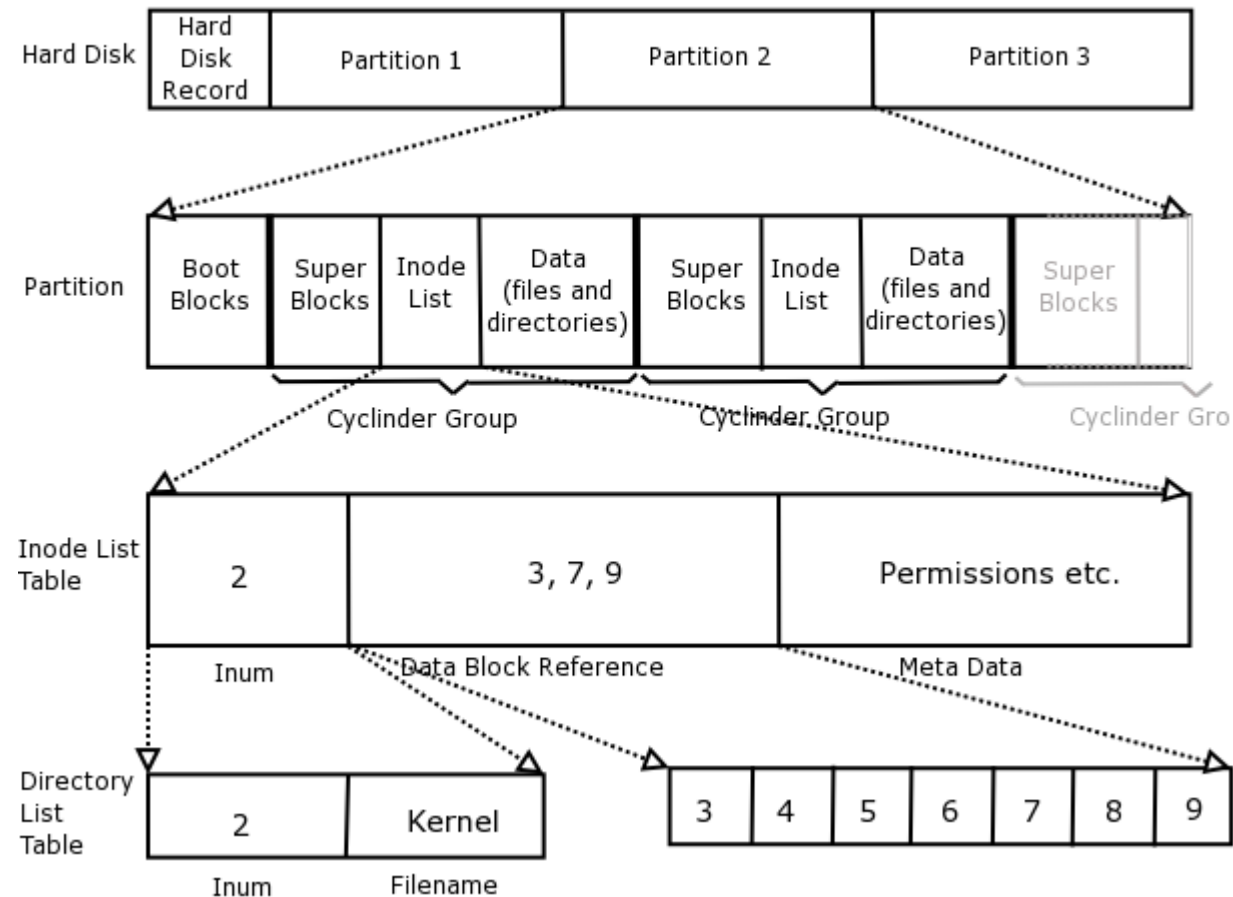 Hard Disk
Hard
Disk
Record
Partition 1
Partition 2
Partition 3
Partition
Boot
Blocks
Super
Blocks
Inode
List
Data
(files and
directories)
Super
Blocks
Inode
List
Data
(files and
directories)
Super
Blocks
Cyclinder Group
Cyclinder Group
Cyclinder Gro
Inode List
Table
2
3, 7, 9
Permissions etc.
Inum
Data Block Reference
Meta Data
Directory
List
Table
2
Kernel
3
4
5
6
7
8
9
Inum
Filename